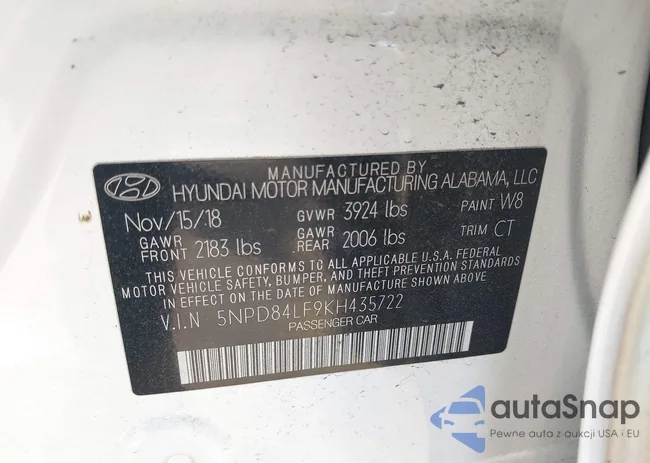 MANUFACTURED BY
HYUNDAI MOTOR MANUFACTURING ALABAMA, LLC
Nov/15/18 GVWR 3924 lbs PAINT W8
GAWR FRONT 2183 lbs GAWR REAR 2006 lbs TRIM CT
THIS VEHICLE CONFORMS TO ALL APPLICABLE U.S.A. FEDERAL
MOTOR VEHICLE SAFETY, BUMPER, AND THEFT PREVENTION STANDARDS
IN EFFECT ON THE DATE OF MANUFACTURE SHOWN ABOVE
V.I.N 5NPD84LF9KH435722
PASSENGER CAR
autoSnap
Pewne auta z aukcji USA i EU